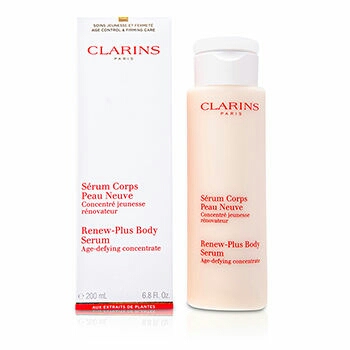 SOINS JEUNESSE ET FERMETÉ
AGE CONTROL & FIRMING CARE
CLARINS
PARIS
Sérum Corps
Peau Neuve
Concentré jeunesse
rénovateur
Renew-Plus Body
Serum
Age-defying concentrate
℮ 200 mL 6.8 Fl. Oz.
AUX EXTRAITS DE PLANTES
CLARINS
PARIS
Sérum Corps
Peau Neuve
Concentré jeunesse
rénovateur
Renew-Plus Body
Serum
Age-defying concentrate